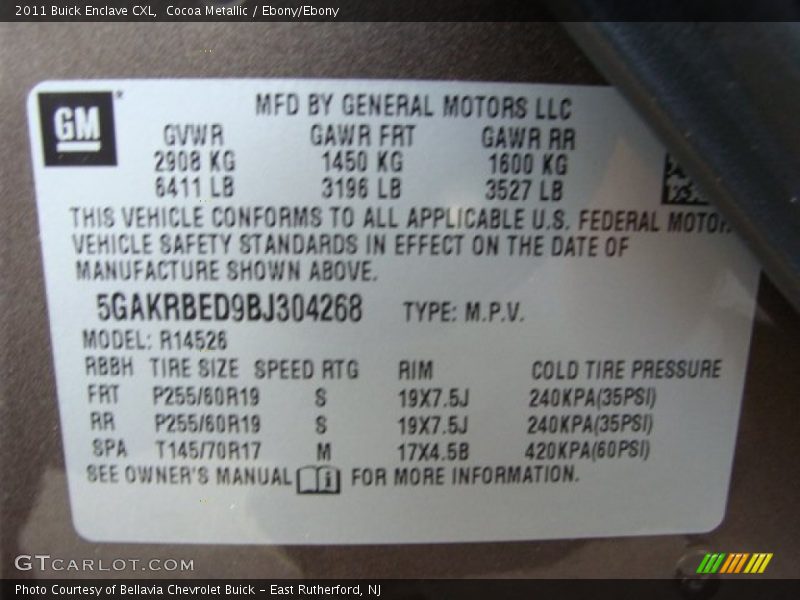 2011 Buick Enclave CXL, Cocoa Metallic / Ebony/Ebony
GM
MFD BY GENERAL MOTORS LLC
GVWR GAWR FRT GAWR RR
2908 KG 1450 KG 1600 KG
6411 LB 3196 LB 3527 LB
THIS VEHICLE CONFORMS TO ALL APPLICABLE U.S. FEDERAL MOTOR
VEHICLE SAFETY STANDARDS IN EFFECT ON THE DATE OF
MANUFACTURE SHOWN ABOVE.
5GAKRBED9BJ304268 TYPE: M.P.V.
MODEL: R14526
RBBH TIRE SIZE SPEED RTG RIM COLD TIRE PRESSURE
FRT P255/60R19 S 19X7.5J 240KPA(35PSI)
RR P255/60R19 S 19X7.5J 240KPA(35PSI)
SPA T145/70R17 M 17X4.5B 420KPA(60PSI)
SEE OWNER'S MANUAL FOR MORE INFORMATION.
GTCARLOT.COM
Photo Courtesy of Bellavia Chevrolet Buick - East Rutherford, NJ